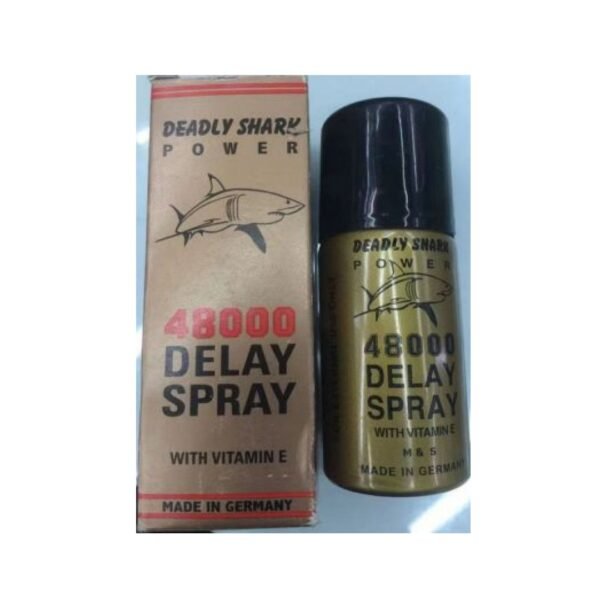 DEADLY SHARK
POWER
48000
DELAY
SPRAY
WITH VITAMIN E
MADE IN GERMANY
DEADLY SHARK
POWER
48000
DELAY
SPRAY
WITH VITAMIN E
M & S
MADE IN GERMANY